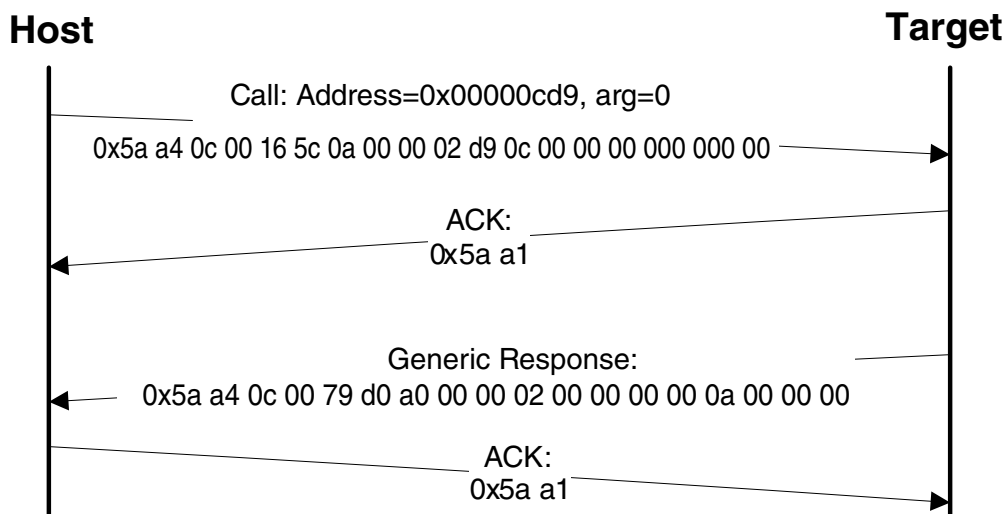 Host
Target
Call: Address=0x00000cd9, arg=0
0x5a a4 0c 00 16 5c 0a 00 00 02 d9 0c 00 00 00 000 000 00
ACK:
0x5a a1
Generic Response:
0x5a a4 0c 00 79 d0 a0 00 00 02 00 00 00 00 0a 00 00 00
ACK:
0x5a a1